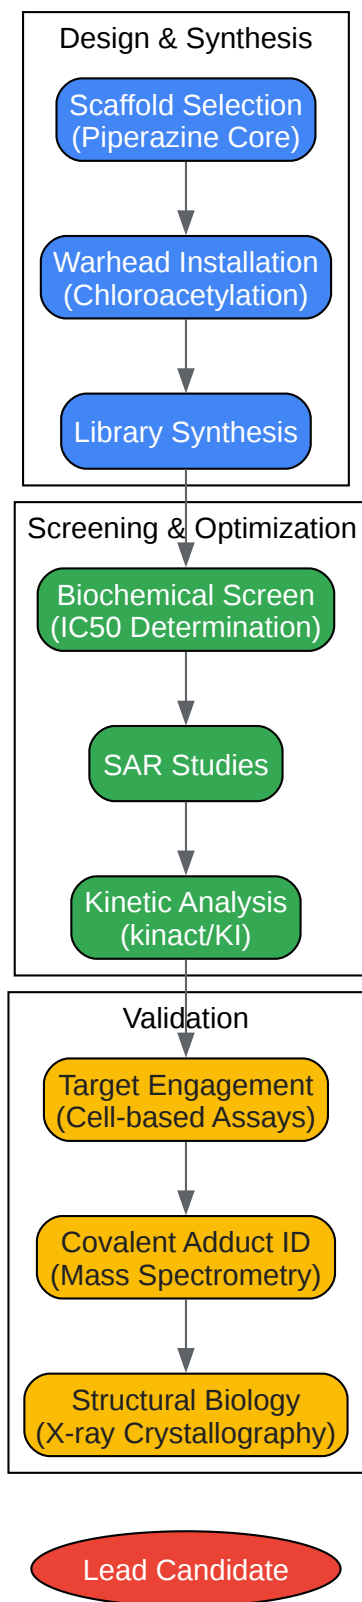 Design & Synthesis
Scaffold Selection
(Piperazine Core)
Warhead Installation
(Chloroacetylation)
Library Synthesis
Screening & Optimization
Biochemical Screen
(IC50 Determination)
SAR Studies
Kinetic Analysis
(kinact/KI)
Validation
Target Engagement
(Cell-based Assays)
Covalent Adduct ID
(Mass Spectrometry)
Structural Biology
(X-ray Crystallography)
Lead Candidate